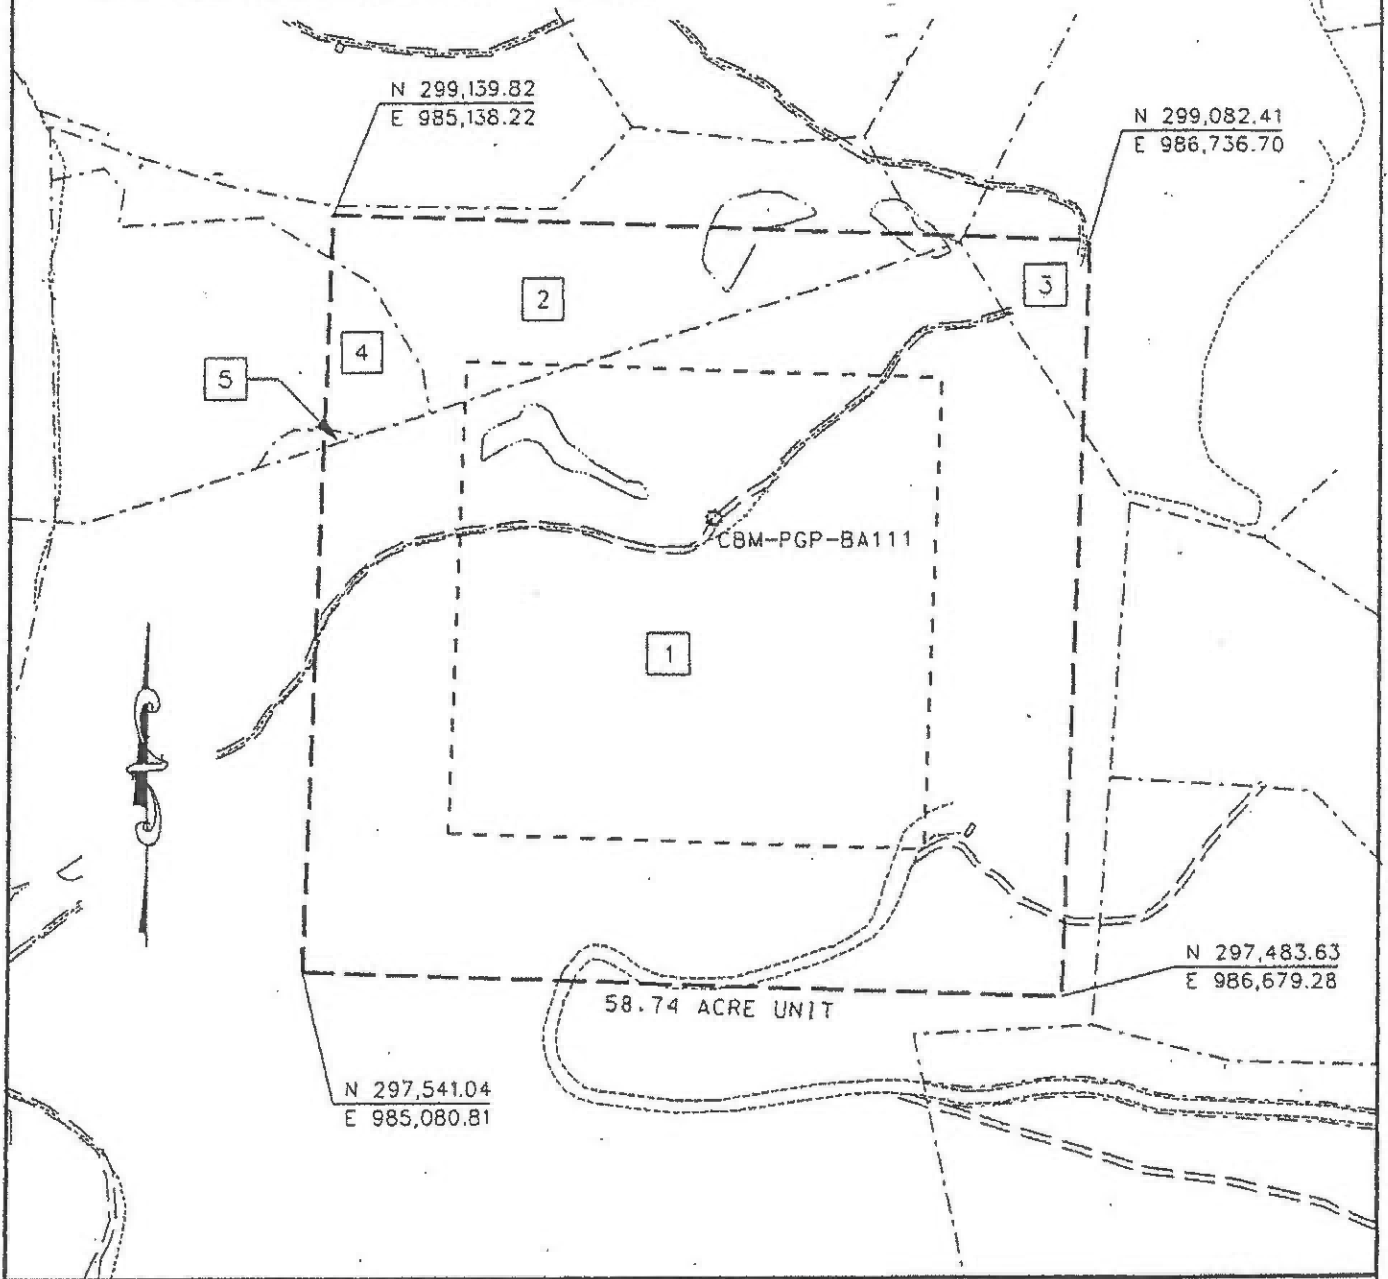 N 299,139.82
E 985,138.22
N 299,082.41
E 986,736.70
2
3
4
5
CBM-PGP-BA111
1
N 297,483.63
E 986,679.28
58.74 ACRE UNIT
N 297,541.04
E 985,080.81